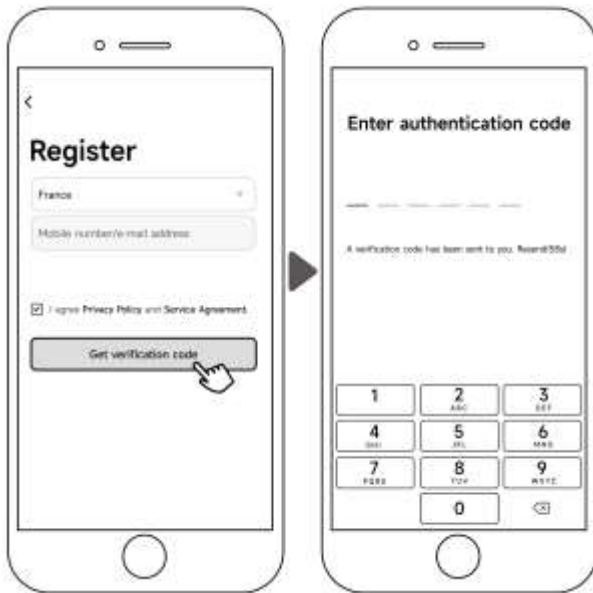 <
Register
France
Mobile number/e-mail address
I agree Privacy Policy and Service Agreement
Get verification code
Enter authentication code
A verification code has been sent to you. Resend(59s)
1
2
ABC
3
DEF
4
GHI
5
JKL
6
MNO
7
PQRS
8
TUV
9
WXYZ
0